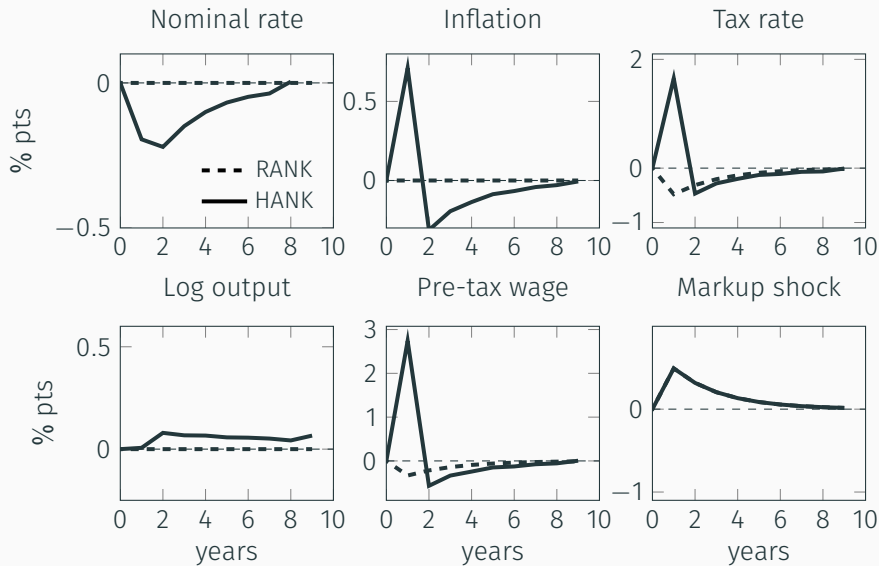 Nominal rate
Inflation
Tax rate
% pts
0
−0.5
RANK
HANK
0 2 4 6 8 10
0.5
0
0 2 4 6 8 10
2
0
−1
0 2 4 6 8 10
Log output
Pre-tax wage
Markup shock
% pts
0.5
0
0 2 4 6 8 10
years
3
2
1
0
0 2 4 6 8 10
years
0
−1
0 2 4 6 8 10
years